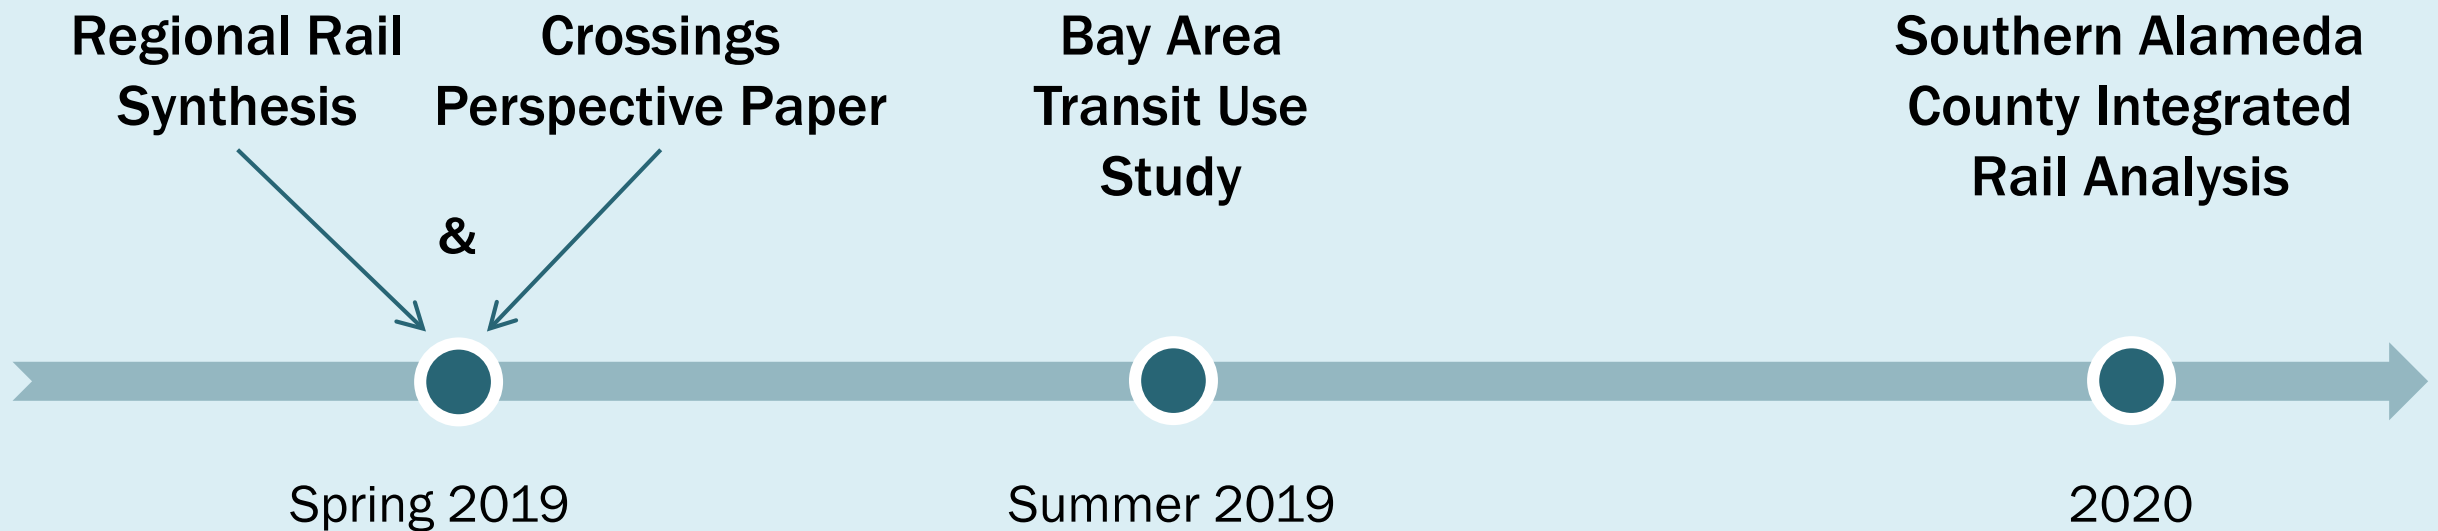 Regional Rail
Synthesis
&
Crossings
Perspective Paper
Bay Area
Transit Use
Study
Southern Alameda
County Integrated
Rail Analysis
Spring 2019
Summer 2019
2020